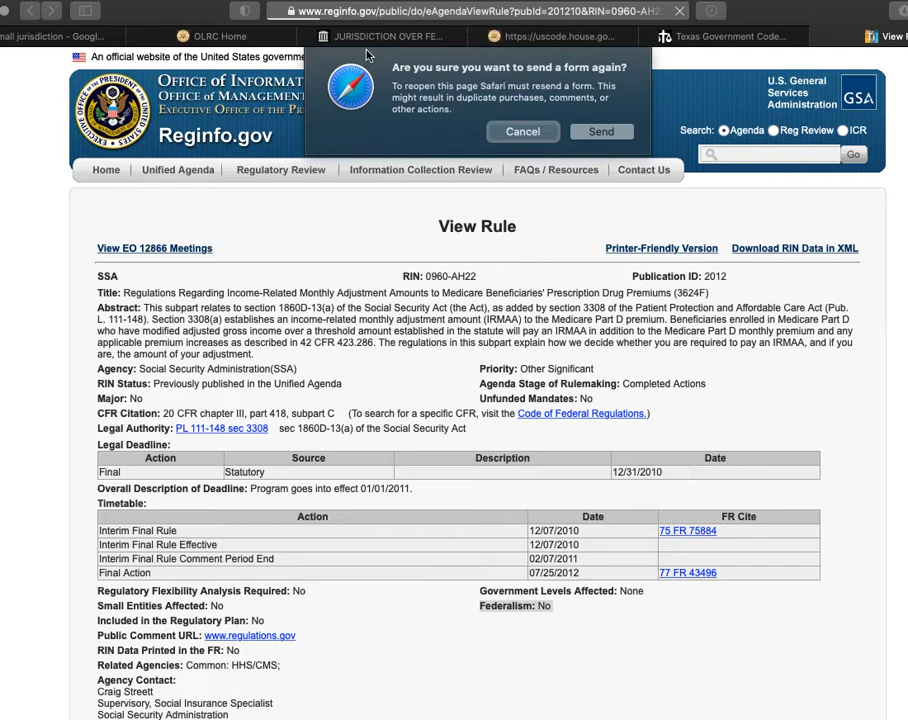 www.reginfo.gov/public/do/eAgendaViewRule?pubId=201210&RIN=0960-AH2
mall jurisdiction - Googl...
OLRC Home
JURISDICTION OVER FE...
https://uscode.house.go...
Texas Government Code...
View R
An official website of the United States governme
Are you sure you want to send a form again?
To reopen this page Safari must resend a form. This
might result in duplicate purchases, comments, or
other actions.
Cancel
Send
Office of Informat
Office of Managemen
Executive Office of the Pre
Reginfo.gov
U.S. General
Services
Administration
GSA
Search: Agenda Reg Review ICR
Go
Home
Unified Agenda
Regulatory Review
Information Collection Review
FAQs / Resources
Contact Us
View Rule
View EO 12866 Meetings
Printer-Friendly Version
Download RIN Data in XML
SSA
RIN: 0960-AH22
Publication ID: 2012
Title: Regulations Regarding Income-Related Monthly Adjustment Amounts to Medicare Beneficiaries' Prescription Drug Premiums (3624F)
Abstract: This subpart relates to section 1860D-13(a) of the Social Security Act (the Act), as added by section 3308 of the Patient Protection and Affordable Care Act (Pub.
L. 111-148). Section 3308(a) establishes an income-related monthly adjustment amount (IRMAA) to the Medicare Part D premium. Beneficiaries enrolled in Medicare Part D
who have modified adjusted gross income over a threshold amount established in the statute will pay an IRMAA in addition to the Medicare Part D monthly premium and any
applicable premium increases as described in 42 CFR 423.286. The regulations in this subpart explain how we decide whether you are required to pay an IRMAA, and if you
are, the amount of your adjustment.
Agency: Social Security Administration(SSA)
Priority: Other Significant
RIN Status: Previously published in the Unified Agenda
Agenda Stage of Rulemaking: Completed Actions
Major: No
Unfunded Mandates: No
CFR Citation: 20 CFR chapter III, part 418, subpart C (To search for a specific CFR, visit the Code of Federal Regulations.)
Legal Authority: PL 111-148 sec 3308 sec 1860D-13(a) of the Social Security Act
Legal Deadline:
Action Source Description Date
Final Statutory 12/31/2010
Overall Description of Deadline: Program goes into effect 01/01/2011.
Timetable:
Action Date FR Cite
Interim Final Rule 12/07/2010 75 FR 75884
Interim Final Rule Effective 12/07/2010
Interim Final Rule Comment Period End 02/07/2011
Final Action 07/25/2012 77 FR 43496
Regulatory Flexibility Analysis Required: No
Government Levels Affected: None
Small Entities Affected: No
Federalism: No
Included in the Regulatory Plan: No
Public Comment URL: www.regulations.gov
RIN Data Printed in the FR: No
Related Agencies: Common: HHS/CMS;
Agency Contact:
Craig Streett
Supervisory, Social Insurance Specialist
Social Security Administration